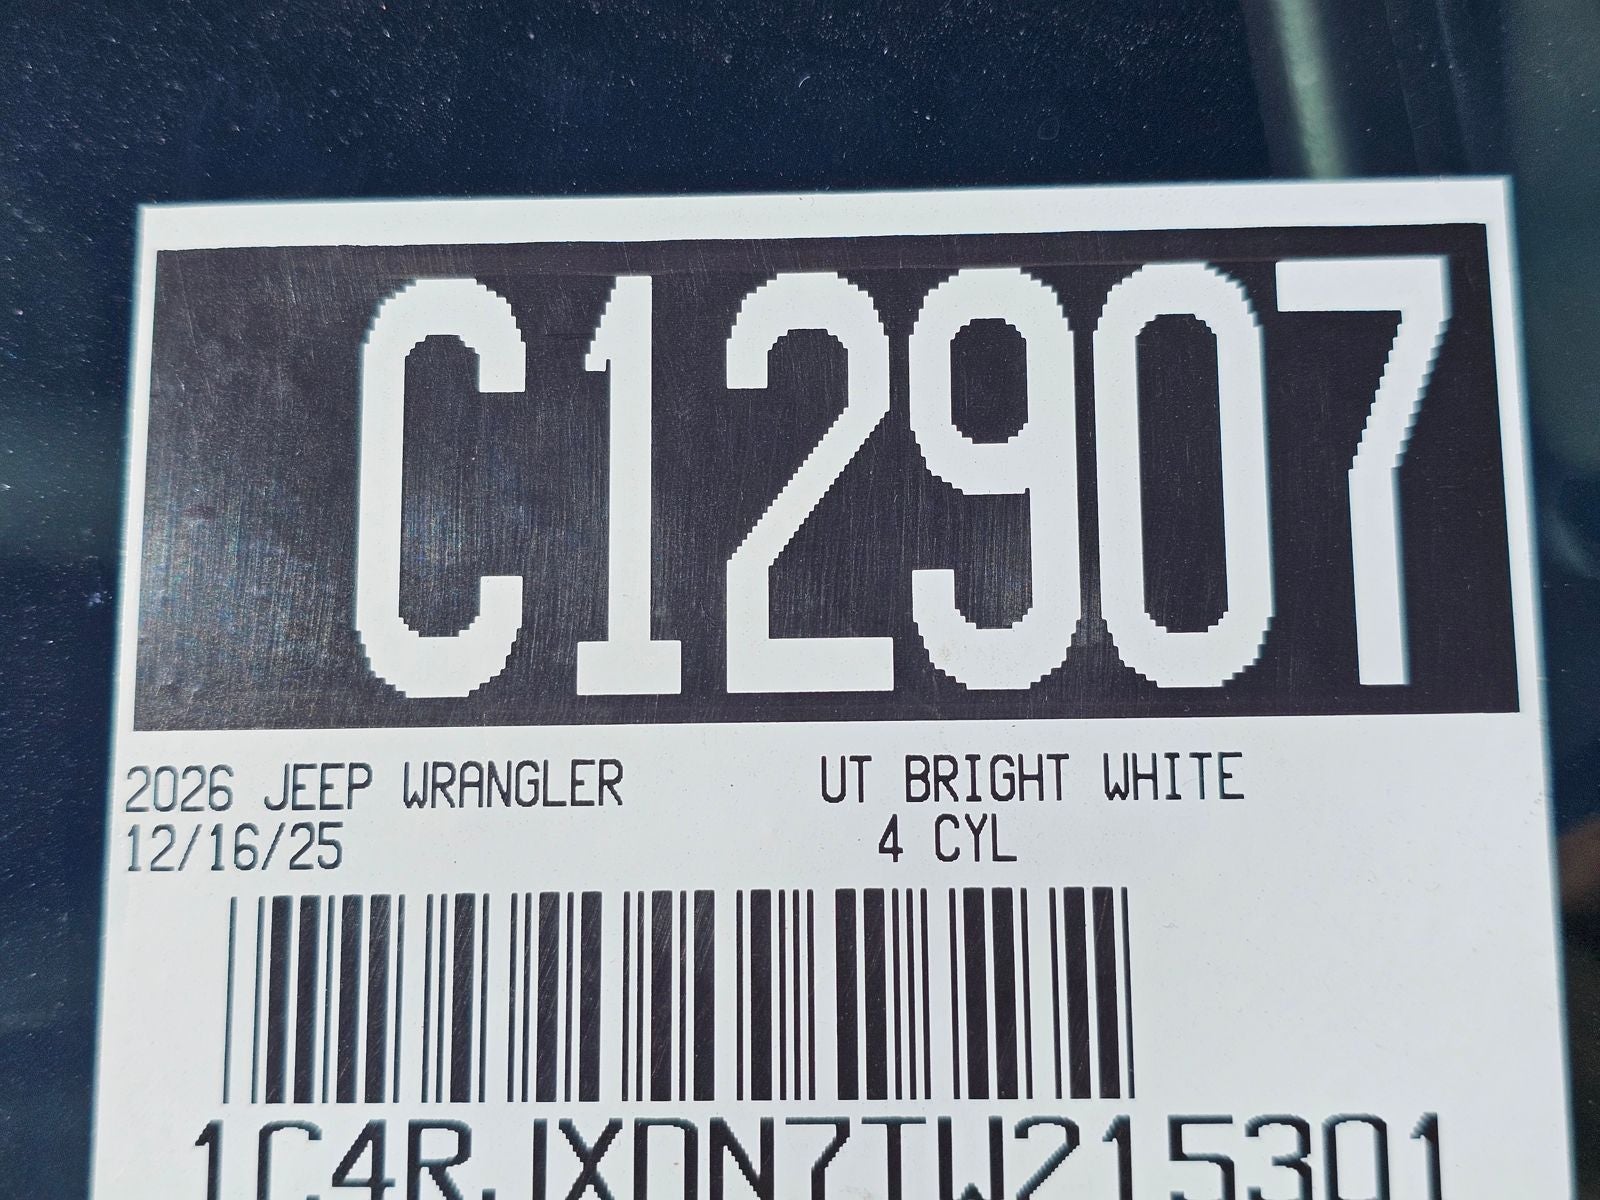 C12907
2026 JEEP WRANGLER UT BRIGHT WHITE
12/16/25 4 CYL
1C4RJXDN7TW215301